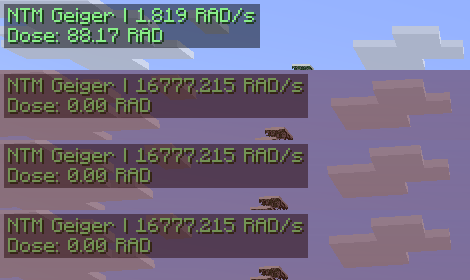 NTM Geiger | 1.819 RAD/s
Dose: 88.17 RAD
NTM Geiger | 16777.215 RAD/s
Dose: 0.00 RAD
NTM Geiger | 16777.215 RAD/s
Dose: 0.00 RAD
NTM Geiger | 16777.215 RAD/s
Dose: 0.00 RAD